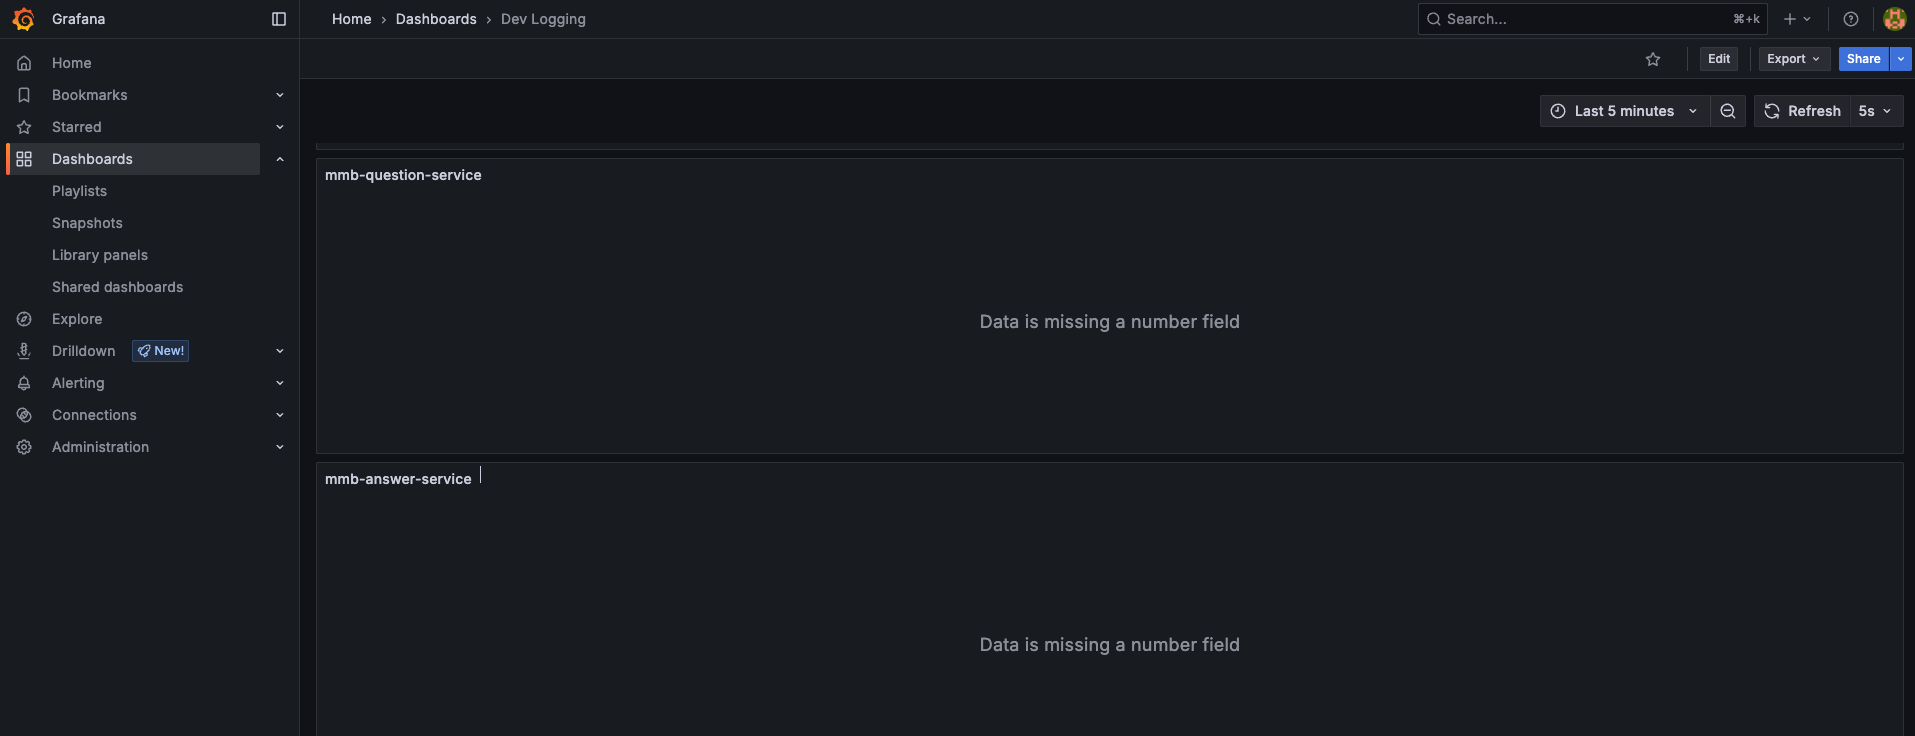 Grafana
Home › Dashboards › Dev Logging
Search...
⌘+k
Edit
Export
Share
Home
Bookmarks
Starred
Dashboards
Playlists
Snapshots
Library panels
Shared dashboards
Explore
Drilldown New!
Alerting
Connections
Administration
Last 5 minutes
Refresh
5s
mmb-question-service
Data is missing a number field
mmb-answer-service
Data is missing a number field